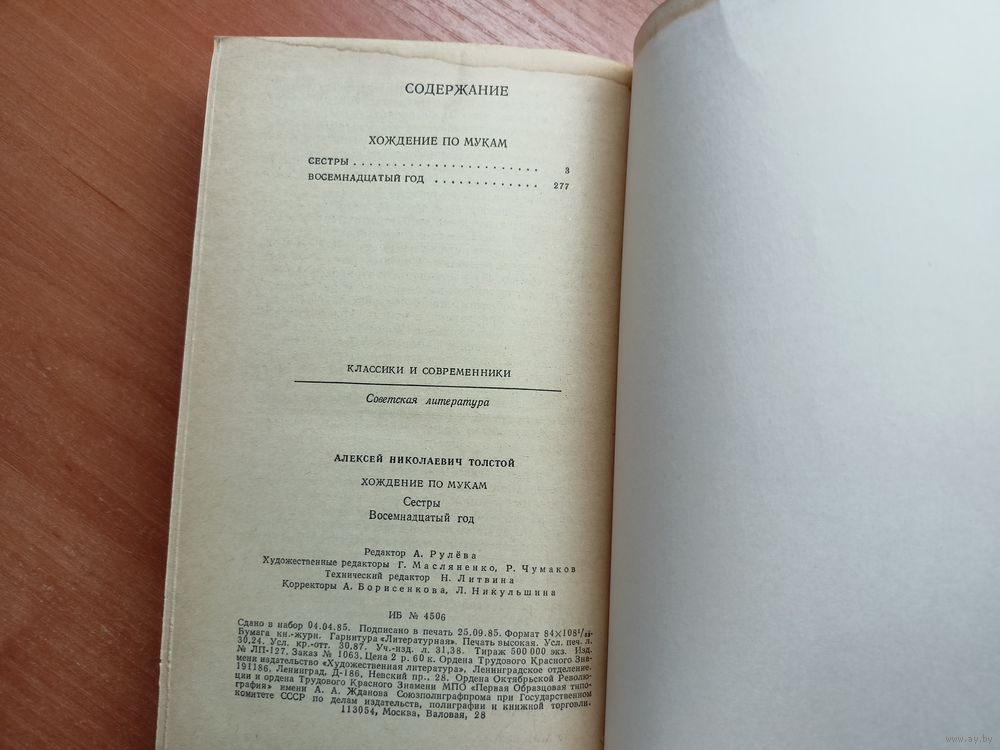 СОДЕРЖАНИЕ
ХОЖДЕНИЕ ПО МУКАМ
СЕСТРЫ . . . . . . . . . . . . . . . . . . . . . . . 3
ВОСЕМНАДЦАТЫЙ ГОД . . . . . . . . . . . . . 277
КЛАССИКИ И СОВРЕМЕННИКИ
Советская литература
АЛЕКСЕЙ НИКОЛАЕВИЧ ТОЛСТОЙ
ХОЖДЕНИЕ ПО МУКАМ
Сестры
Восемнадцатый год
Редактор А. Рулёва
Художественные редакторы Г. Масляненко, Р. Чумаков
Технический редактор Н. Литвина
Корректоры А. Борисенкова, Л. Никульшина
ИБ № 4506
Сдано в набор 04.04.85. Подписано в печать 25.09.85. Формат 84×108¹/₃₂.
Бумага кн.-журн. Гарнитура «Литературная». Печать высокая. Усл. печ. л.
30,24. Усл. кр.-отт. 30,87. Уч.-изд. л. 31,38. Тираж 500 000 экз. Изд.
№ ЛП-127. Заказ № 1063. Цена 2 р. 60 к. Ордена Трудового Красного Зна-
мени издательство «Художественная литература», Ленинградское отделение.
191186, Ленинград, Д-186, Невский пр., 28. Ордена Октябрьской Револю-
ции и ордена Трудового Красного Знамени МПО «Первая Образцовая типо-
графия» имени А. А. Жданова Союзполиграфпрома при Государственном
комитете СССР по делам издательств, полиграфии и книжной торговли.
113054, Москва, Валовая, 28
www.ay.by